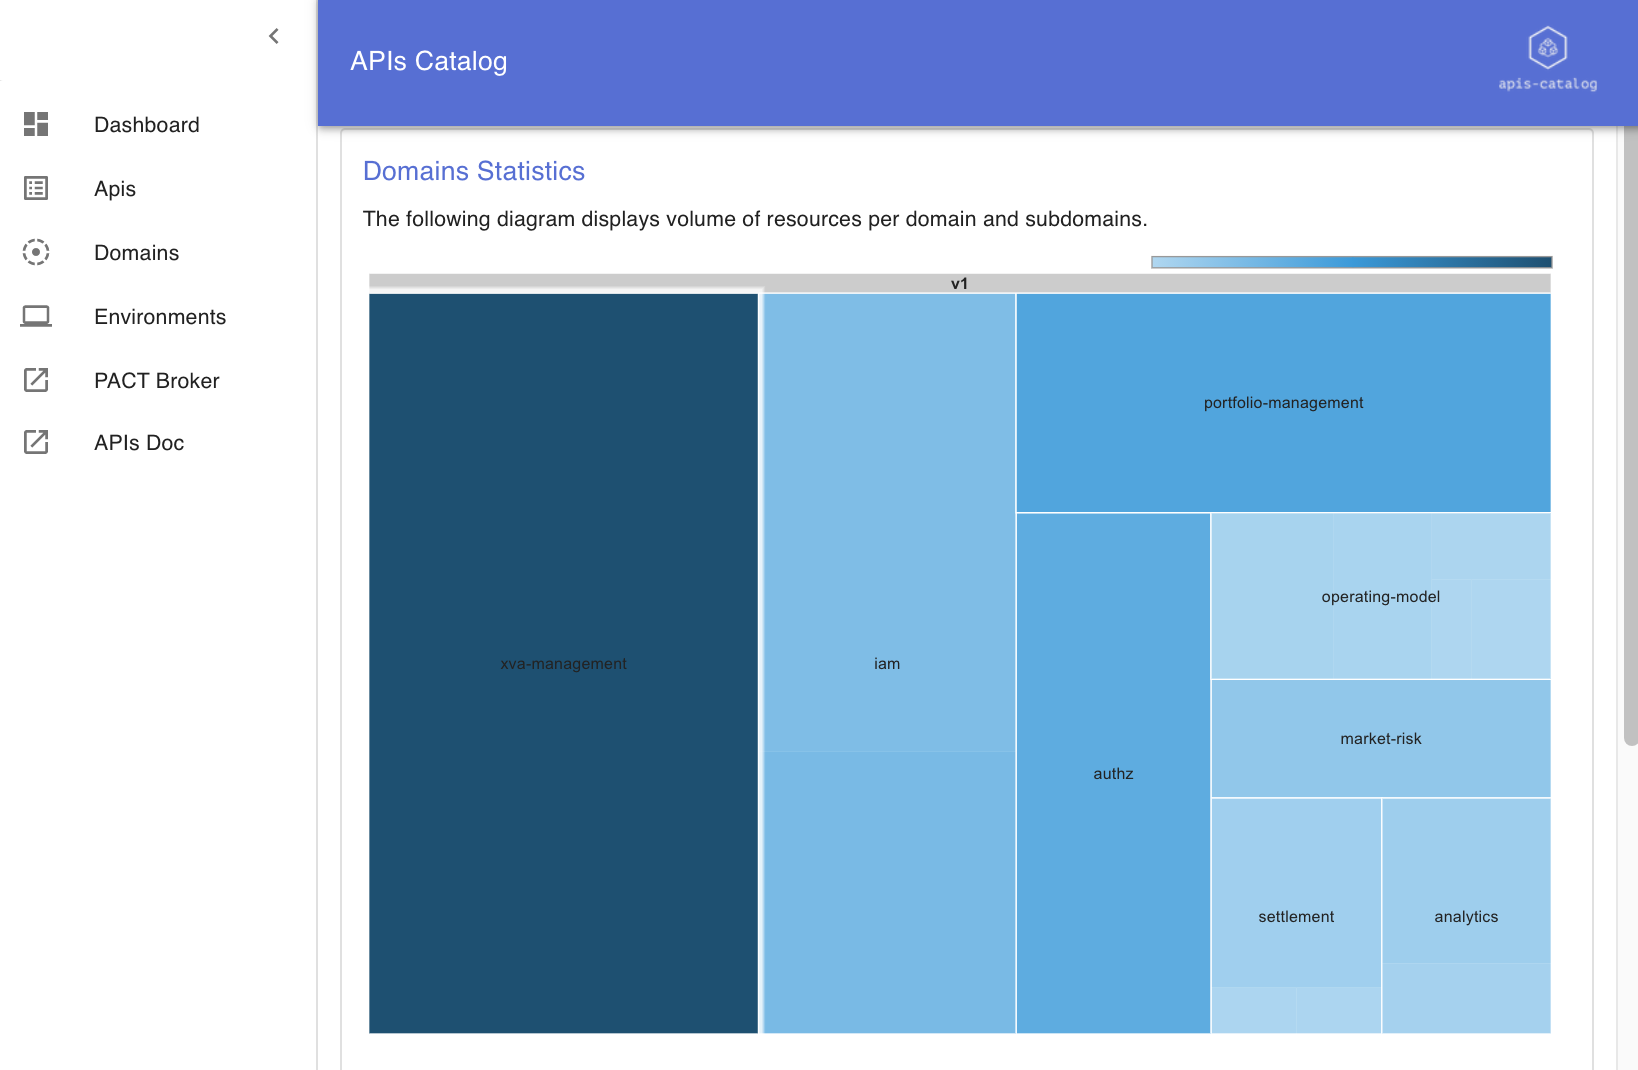 APIs Catalog
apis-catalog
Dashboard
Apis
Domains
Environments
PACT Broker
APIs Doc
Domains Statistics
The following diagram displays volume of resources per domain and subdomains.
v1
portfolio-management
operating-model
xva-management
iam
market-risk
authz
settlement
analytics